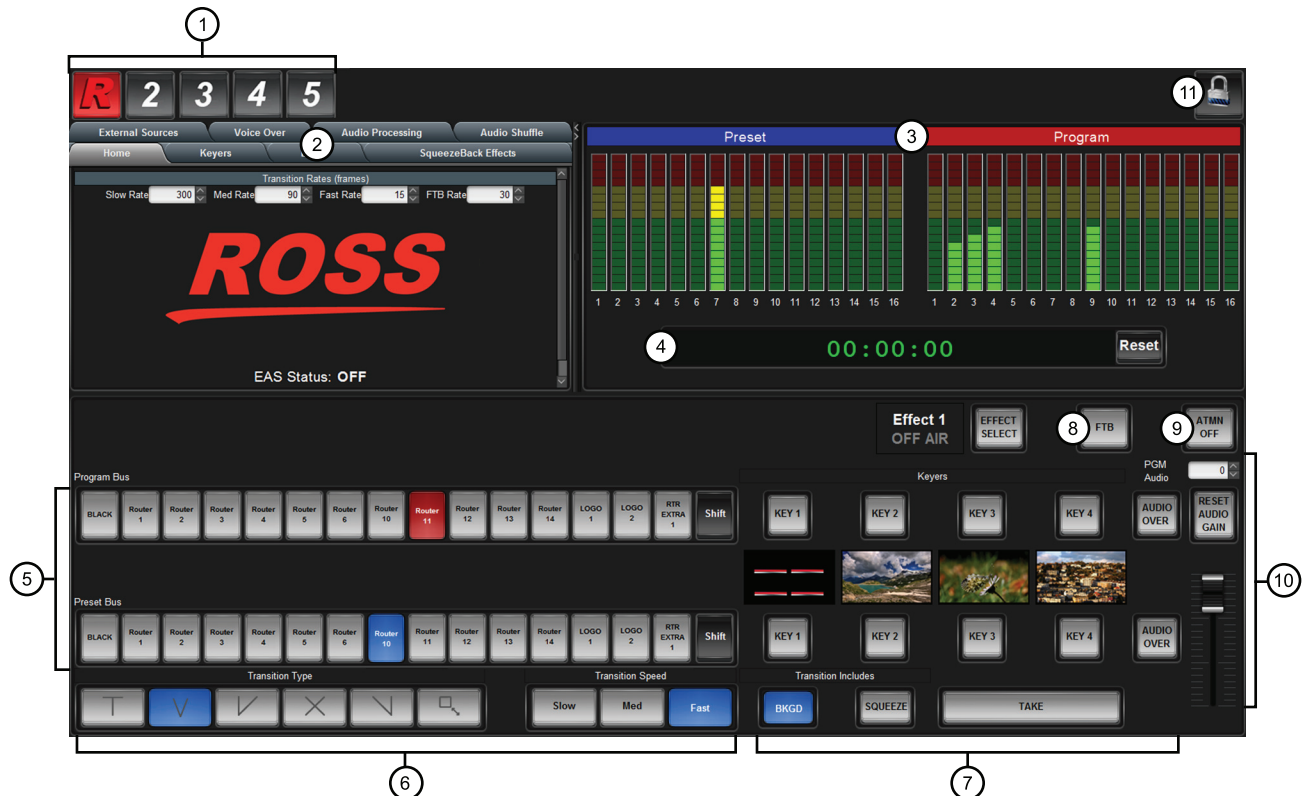 1
R 2 3 4 5
11
External Sources Voice Over Audio Processing Audio Shuffle
Home Keyers 2 SqueezeBack Effects
Transition Rates (frames)
Slow Rate 300 Med Rate 90 Fast Rate 15 FTB Rate 30
ROSS
EAS Status: OFF
Preset 3 Program
1 2 3 4 5 6 7 8 9 10 11 12 13 14 15 16
1 2 3 4 5 6 7 8 9 10 11 12 13 14 15 16
4 00:00:00 Reset
Effect 1
OFF AIR
EFFECT
SELECT
8 FTB
9 ATMN
OFF
PGM
Audio 0
Program Bus
BLACK Router 1 Router 2 Router 3 Router 4 Router 5 Router 6 Router 10 Router 11 Router 12 Router 13 Router 14 LOGO 1 LOGO 2 RTR EXTRA 1 Shift
Keyers
KEY 1 KEY 2 KEY 3 KEY 4 AUDIO OVER RESET AUDIO GAIN
5
10
Preset Bus
BLACK Router 1 Router 2 Router 3 Router 4 Router 5 Router 6 Router 10 Router 11 Router 12 Router 13 Router 14 LOGO 1 LOGO 2 RTR EXTRA 1 Shift
KEY 1 KEY 2 KEY 3 KEY 4 AUDIO OVER
Transition Type Transition Speed Transition Includes
Slow Med Fast BKGD SQUEEZE TAKE
6 7